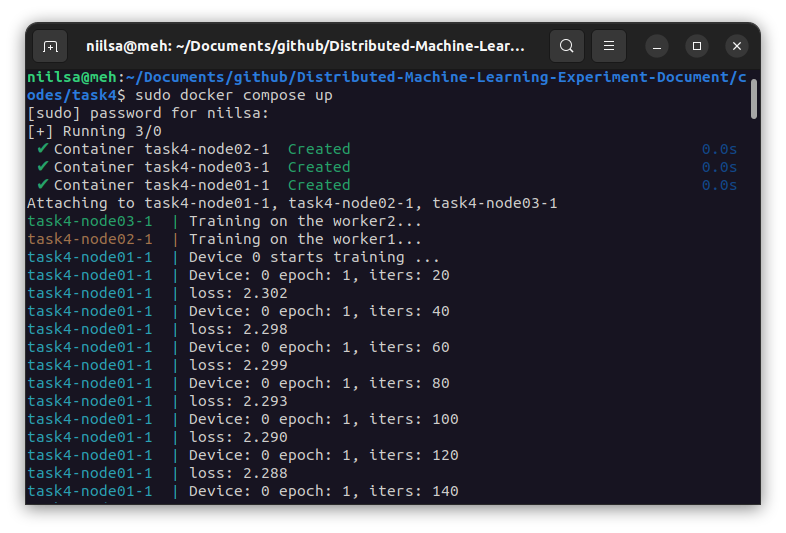 niilsa@meh: ~/Documents/github/Distributed-Machine-Lear...
niilsa@meh:~/Documents/github/Distributed-Machine-Learning-Experiment-Document/c
odes/task4$ sudo docker compose up
[sudo] password for niilsa:
[+] Running 3/0
✔ Container task4-node02-1  Created 0.0s
✔ Container task4-node03-1  Created 0.0s
✔ Container task4-node01-1  Created 0.0s
Attaching to task4-node01-1, task4-node02-1, task4-node03-1
task4-node03-1  | Training on the worker2...
task4-node02-1  | Training on the worker1...
task4-node01-1  | Device 0 starts training ...
task4-node01-1  | Device: 0 epoch: 1, iters: 20
task4-node01-1  | loss: 2.302
task4-node01-1  | Device: 0 epoch: 1, iters: 40
task4-node01-1  | loss: 2.298
task4-node01-1  | Device: 0 epoch: 1, iters: 60
task4-node01-1  | loss: 2.299
task4-node01-1  | Device: 0 epoch: 1, iters: 80
task4-node01-1  | loss: 2.293
task4-node01-1  | Device: 0 epoch: 1, iters: 100
task4-node01-1  | loss: 2.290
task4-node01-1  | Device: 0 epoch: 1, iters: 120
task4-node01-1  | loss: 2.288
task4-node01-1  | Device: 0 epoch: 1, iters: 140